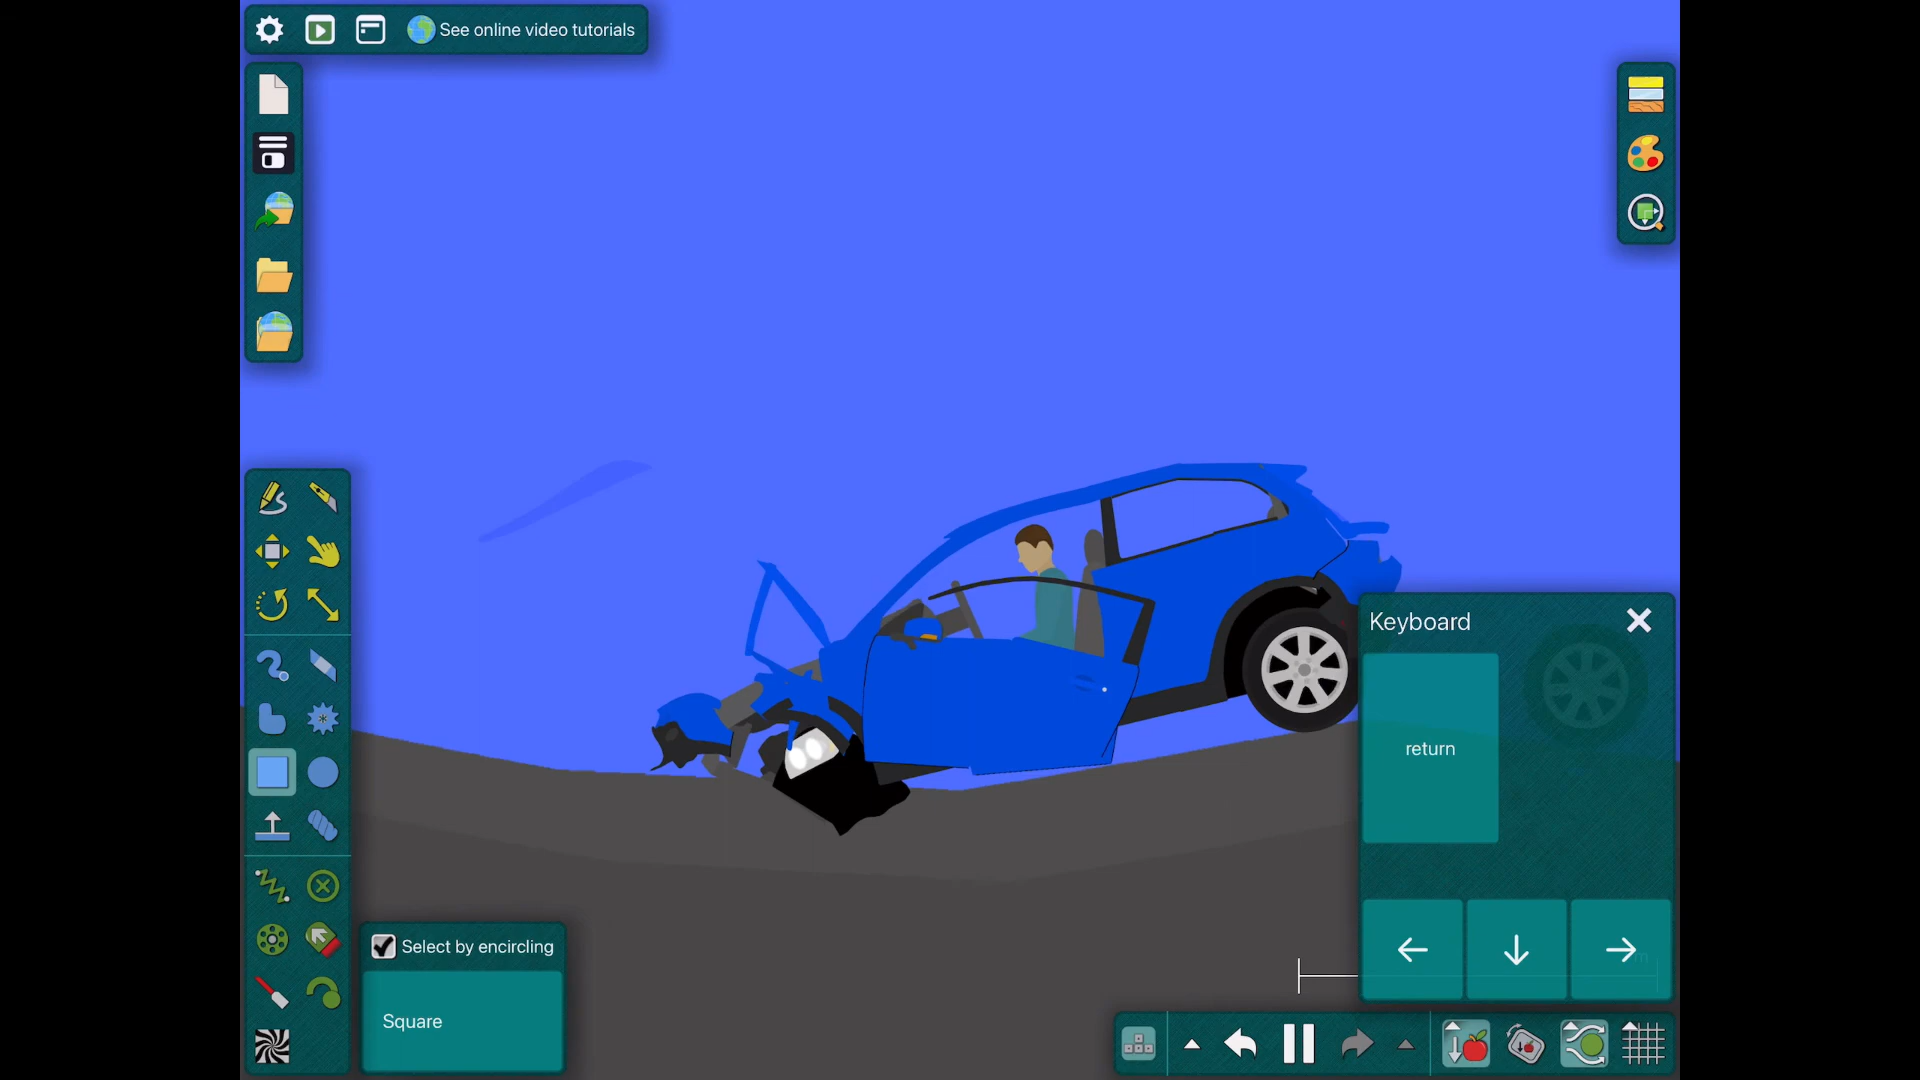 See online video tutorials
Keyboard
return
Select by encircling
Square